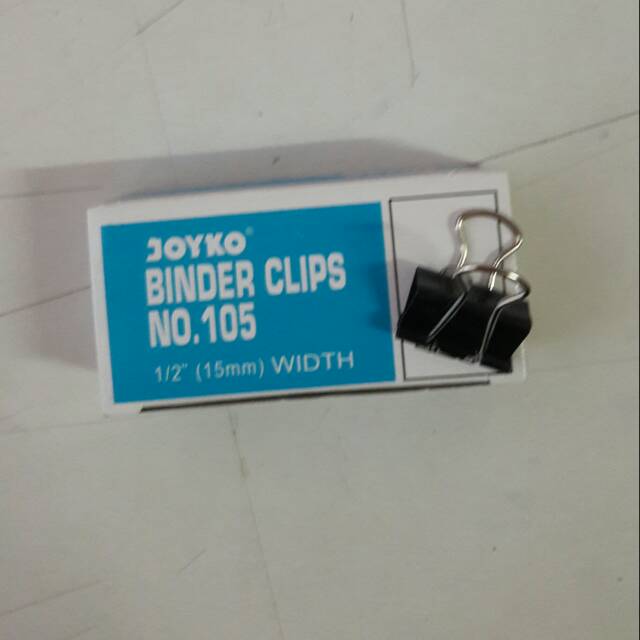 JOYKO®
BINDER CLIPS
NO.105
1/2" (15mm) WIDTH